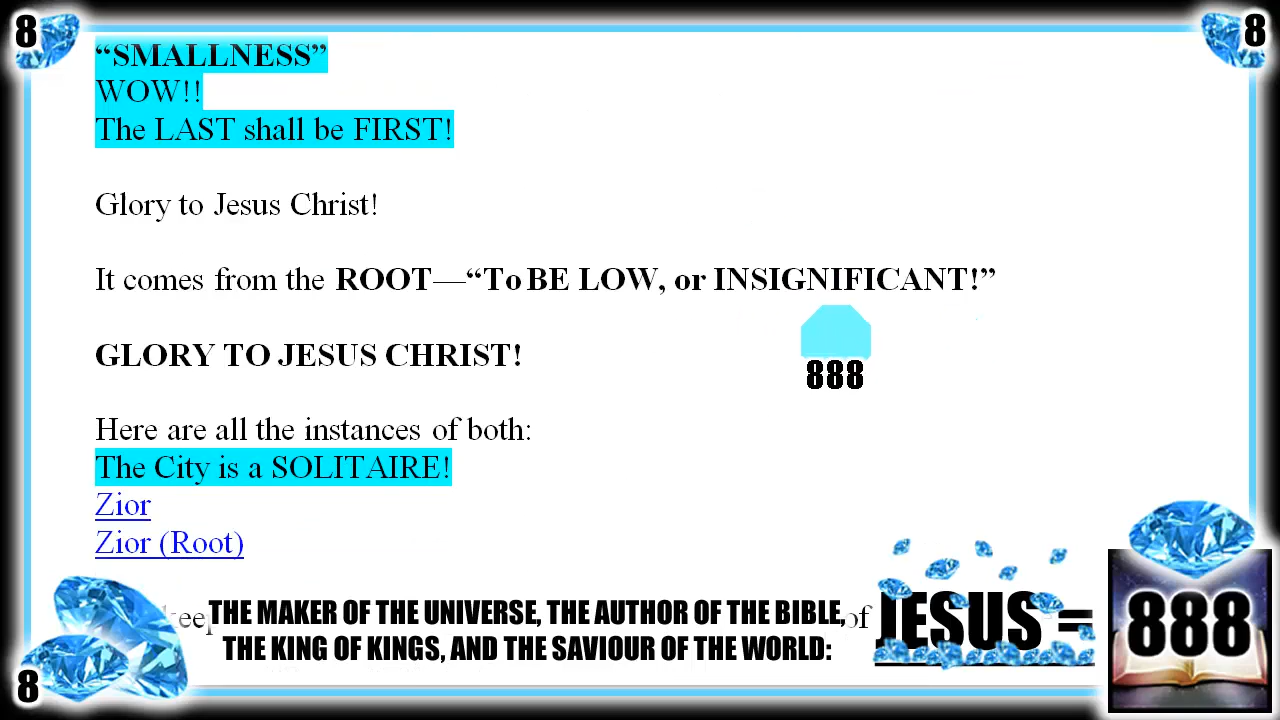 8
8
“SMALLNESS”
WOW!!
The LAST shall be FIRST!
Glory to Jesus Christ!
It comes from the ROOT—“To BE LOW, or INSIGNIFICANT!”
888
GLORY TO JESUS CHRIST!
Here are all the instances of both:
The City is a SOLITAIRE!
Zior
Zior (Root)
of
THE MAKER OF THE UNIVERSE, THE AUTHOR OF THE BIBLE,
THE KING OF KINGS, AND THE SAVIOUR OF THE WORLD:
JESUS = 888
8